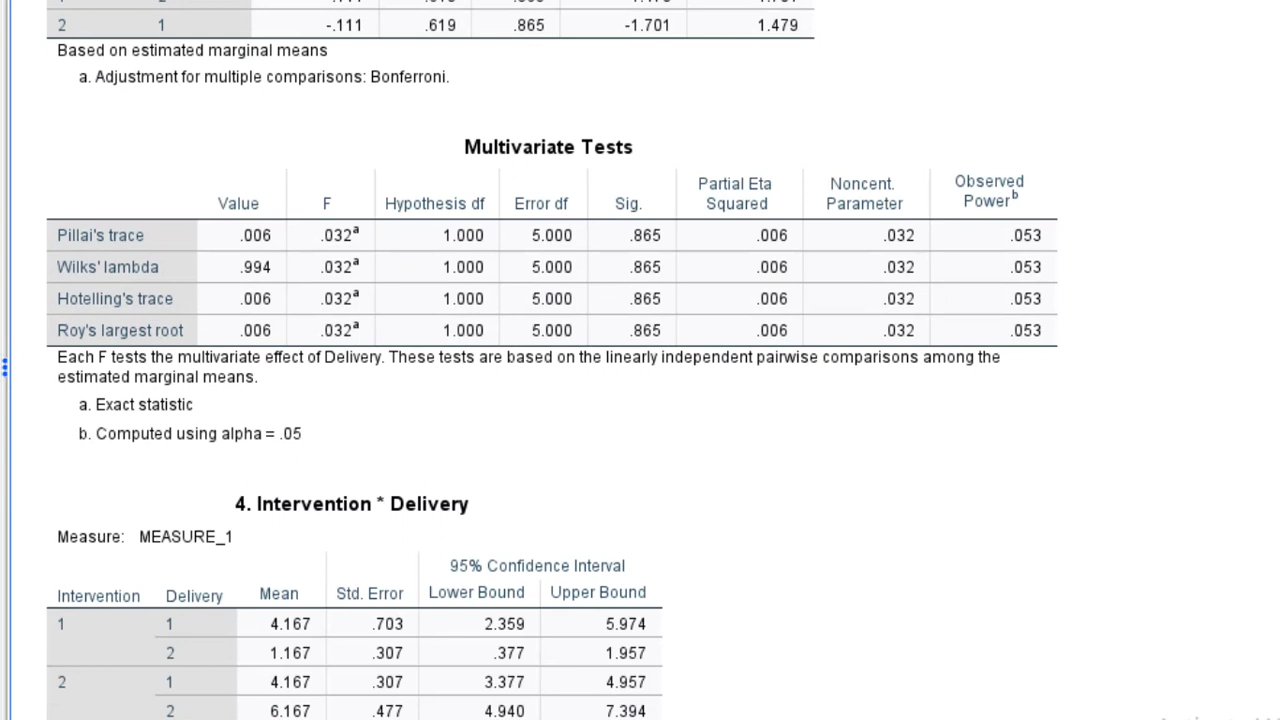 2 1 -.111 .619 .865 -1.701 1.479
Based on estimated marginal means
a. Adjustment for multiple comparisons: Bonferroni.
Multivariate Tests
Value F Hypothesis df Error df Sig. Partial Eta Squared Noncent. Parameter Observed Powerb
Pillai's trace .006 .032a 1.000 5.000 .865 .006 .032 .053
Wilks' lambda .994 .032a 1.000 5.000 .865 .006 .032 .053
Hotelling's trace .006 .032a 1.000 5.000 .865 .006 .032 .053
Roy's largest root .006 .032a 1.000 5.000 .865 .006 .032 .053
Each F tests the multivariate effect of Delivery. These tests are based on the linearly independent pairwise comparisons among the
estimated marginal means.
a. Exact statistic
b. Computed using alpha = .05
4. Intervention * Delivery
Measure: MEASURE_1
95% Confidence Interval
Intervention Delivery Mean Std. Error Lower Bound Upper Bound
1 1 4.167 .703 2.359 5.974
2 1.167 .307 .377 1.957
2 1 4.167 .307 3.377 4.957
2 6.167 .477 4.940 7.394